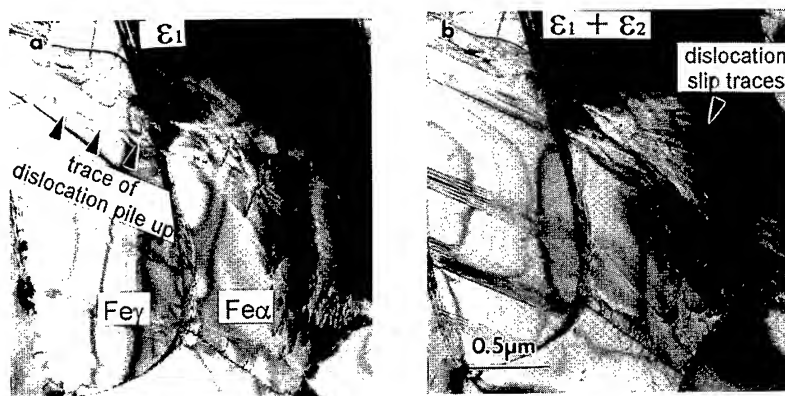 a
ε1
trace of
dislocation pile up
Feγ
Feα
b
ε1 + ε2
dislocation
slip traces
0.5μm